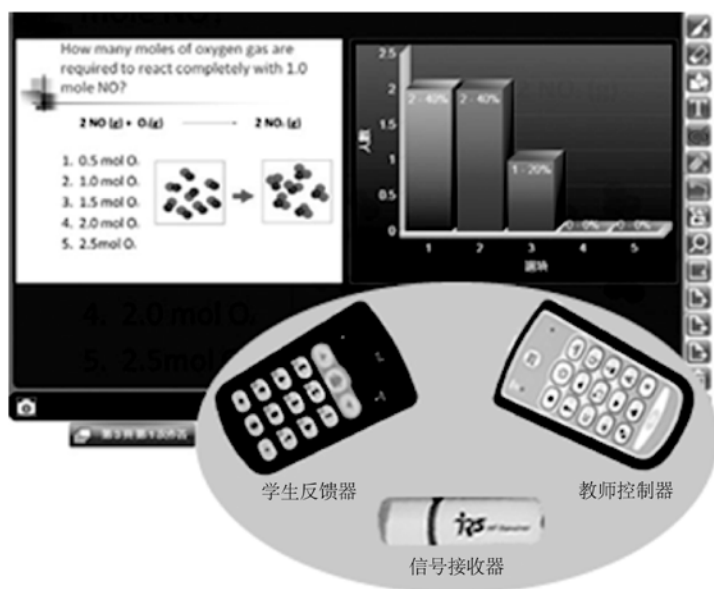 How many moles of oxygen gas are
required to react completely with 1.0
mole NO?
2 NO (g) + O₂(g) → 2 NO₂ (g)
1. 0.5 mol O₂
2. 1.0 mol O₂
3. 1.5 mol O₂
4. 2.0 mol O₂
5. 2.5mol O₂
2.5
2
1.5
1
0.5
0
人数
2 - 40%
2 - 40%
1 - 20%
0 - 0%
0 - 0%
1
2
3
4
5
4. 2.0 mol O₂
5. 2.5mol
学生反馈器
教师控制器
IRS
信号接收器